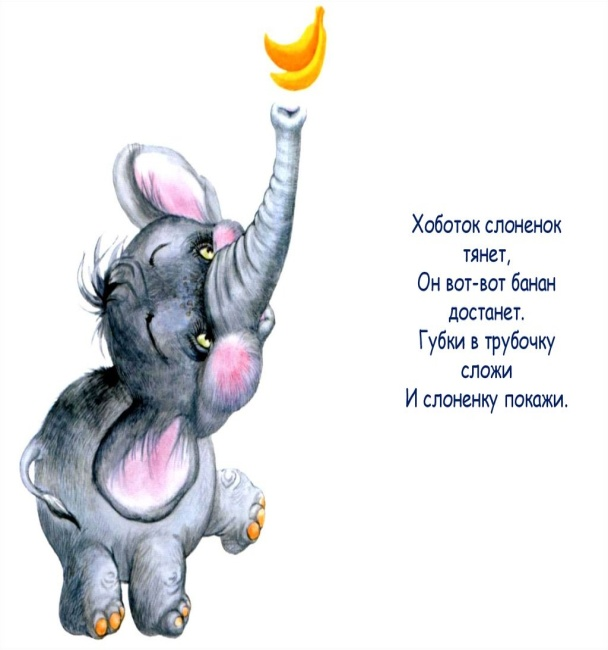 Хоботок слоненок
тянет,
Он вот-вот банан
достанет.
Губки в трубочку
сложи
И слоненку покажи.